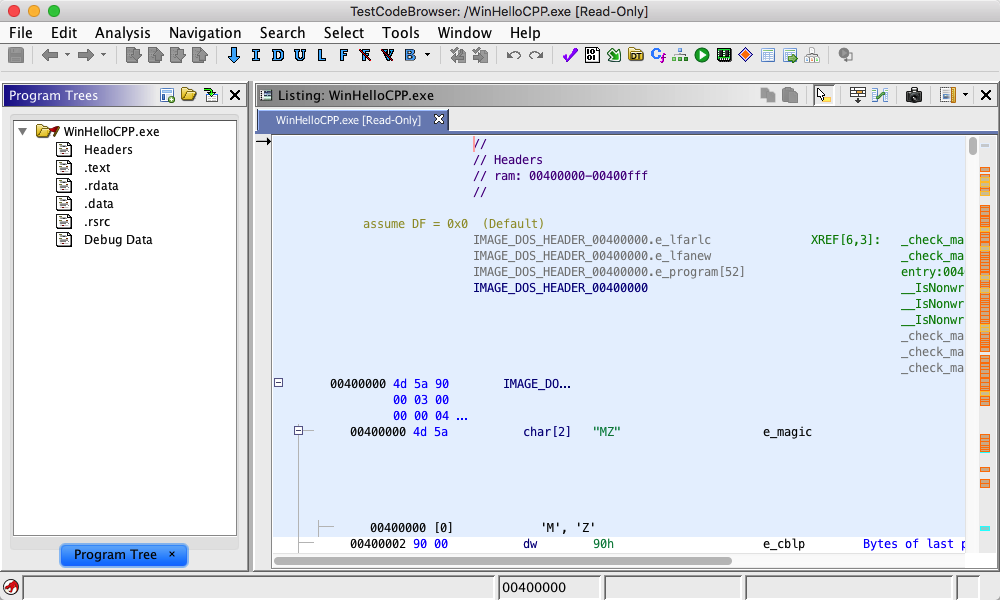 TestCodeBrowser: /WinHelloCPP.exe [Read-Only]
File Edit Analysis Navigation Search Select Tools Window Help
I D U L F R V B
Program Trees
WinHelloCPP.exe
Headers
.text
.rdata
.data
.rsrc
Debug Data
Program Tree ×
Listing: WinHelloCPP.exe
WinHelloCPP.exe [Read-Only]
//
// Headers
// ram: 00400000-00400fff
//
assume DF = 0x0 (Default)
IMAGE_DOS_HEADER_00400000.e_lfarlc XREF[6,3]: _check_ma
IMAGE_DOS_HEADER_00400000.e_lfanew _check_ma
IMAGE_DOS_HEADER_00400000.e_program[52] entry:004
IMAGE_DOS_HEADER_00400000 __IsNonwr
__IsNonwr
__IsNonwr
_check_ma
_check_ma
_check_ma
00400000 4d 5a 90 IMAGE_DO...
00 03 00
00 00 04 ...
00400000 4d 5a char[2] "MZ" e_magic
00400000 [0] 'M', 'Z'
00400002 90 00 dw 90h e_cblp Bytes of last p
00400000